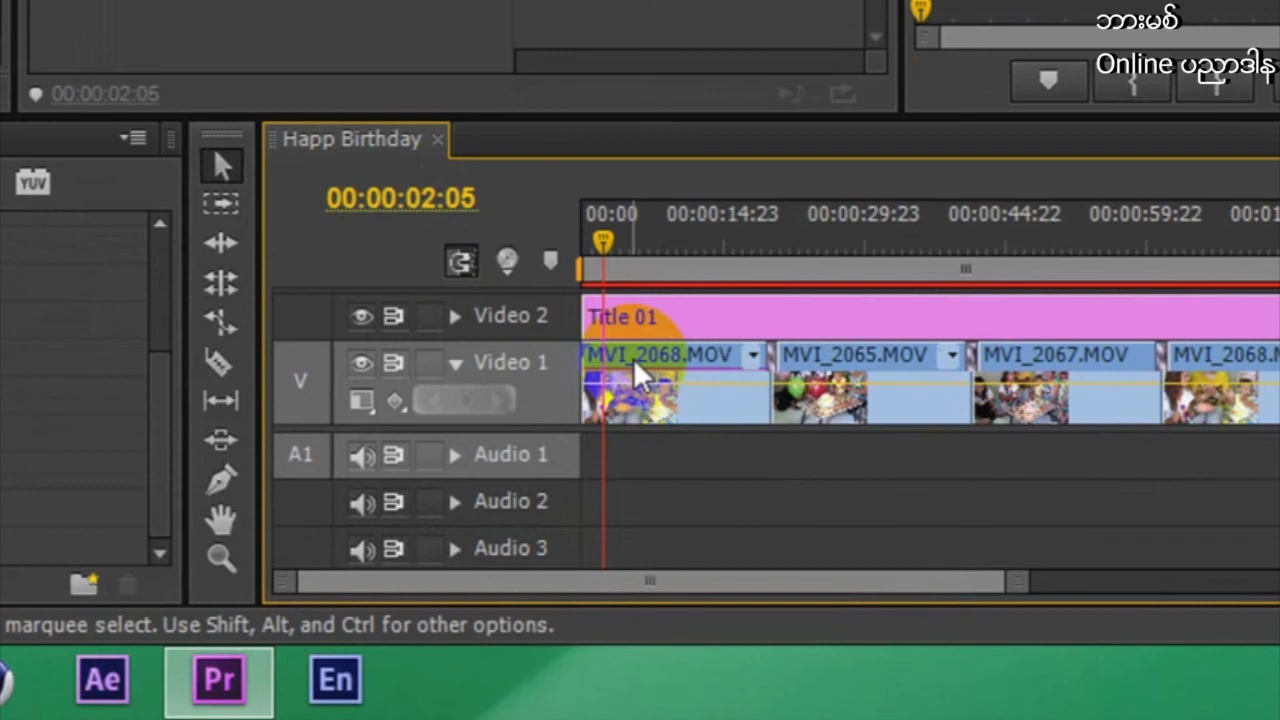 ဘားမစ်
Online ပညာဒါန
00:00:02:05
Happ Birthday
YUV
00:00:02:05
00:00 00:00:14:23 00:00:29:23 00:00:44:22 00:00:59:22
Video 2
Title 01
MVI_2068.MOV MVI_2065.MOV MVI_2067.MOV
V
Video 1
A1
Audio 1
Audio 2
Audio 3
marquee select. Use Shift, Alt, and Ctrl for other options.
Ae Pr En